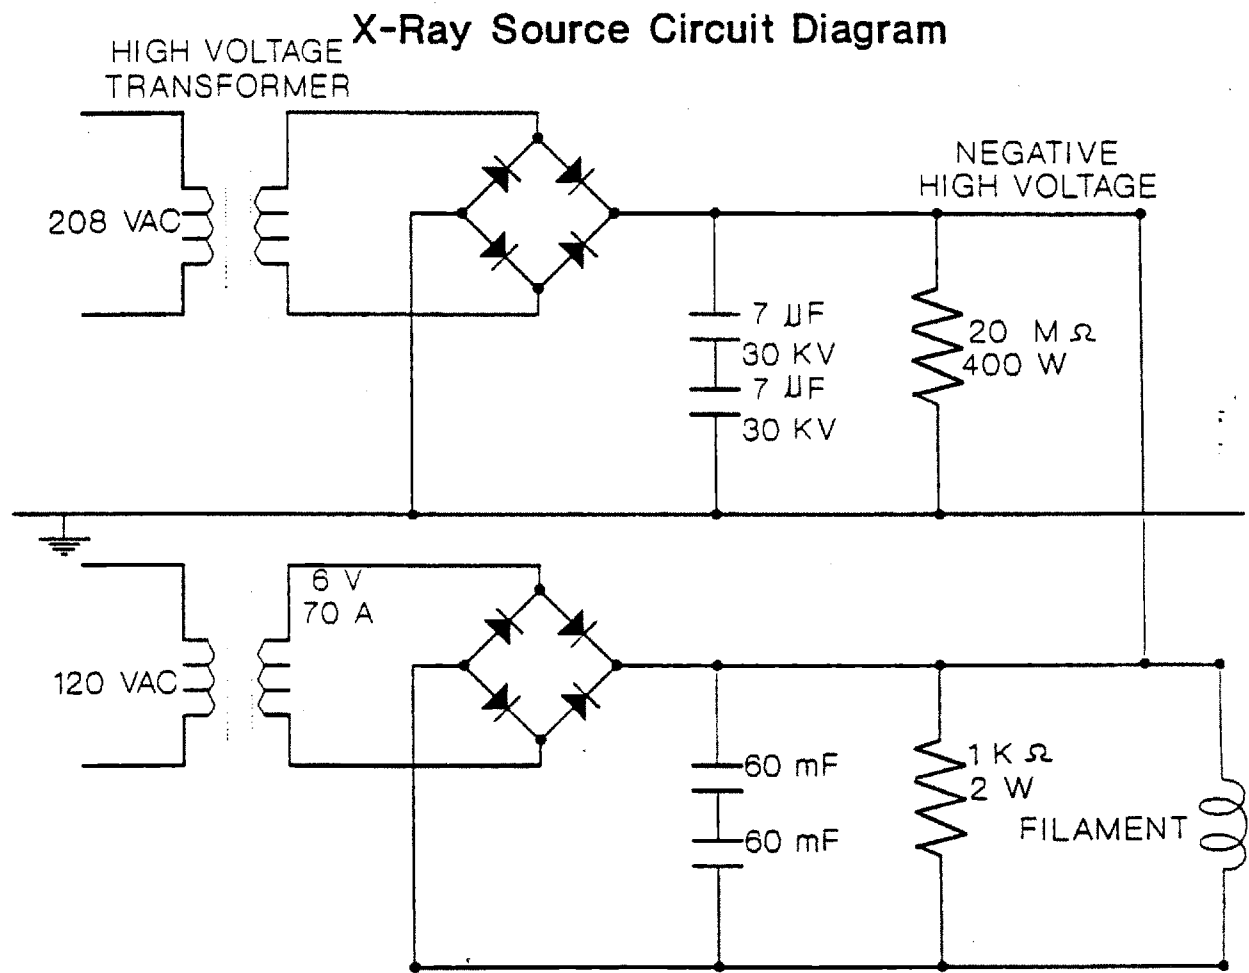 X-Ray Source Circuit Diagram
HIGH VOLTAGE
TRANSFORMER
NEGATIVE
HIGH VOLTAGE
208 VAC
7 µF
30 KV
7 µF
30 KV
20 M Ω
400 W
6 V
70 A
120 VAC
60 mF
60 mF
1 K Ω
2 W
FILAMENT